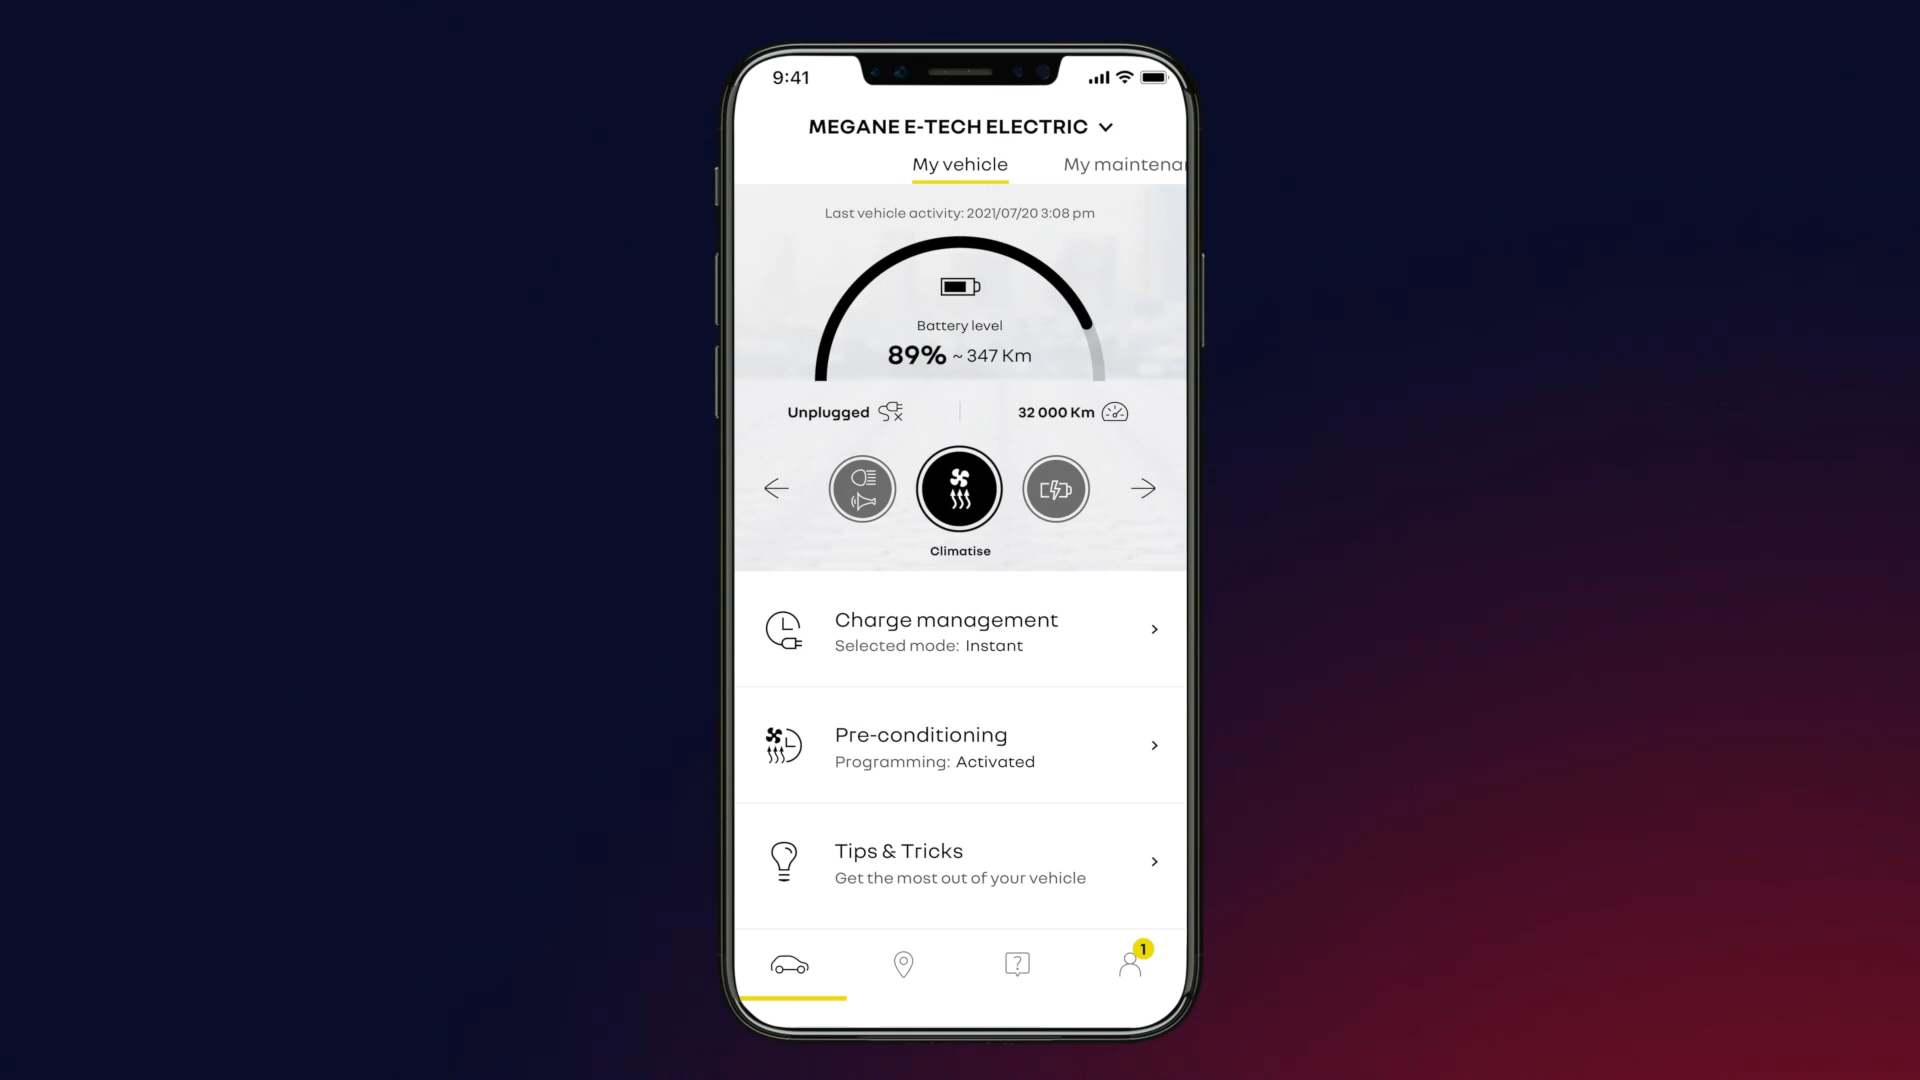 9:41
MEGANE E-TECH ELECTRIC
My vehicle My maintena
Last vehicle activity: 2021/07/20 3:08 pm
Battery level
89% ~ 347 Km
Unplugged 32 000 Km
Climatise
Charge management
Selected mode: Instant
Pre-conditioning
Programming: Activated
Tips & Tricks
Get the most out of your vehicle
?
1